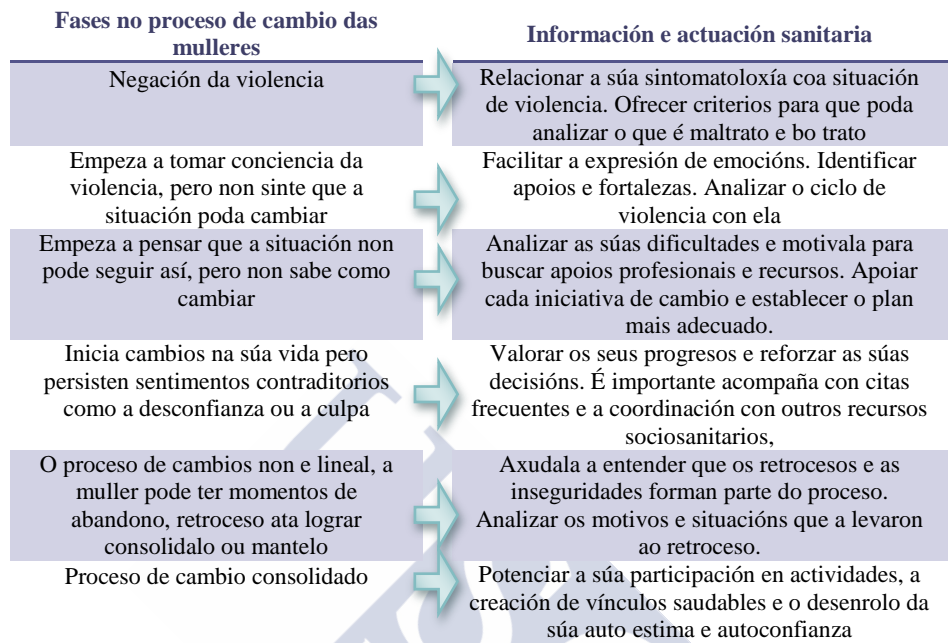 Fases no proceso de cambio das
mulleres
Información e actuación sanitaria
Negación da violencia
Relacionar a súa sintomatoloxía coa situación
de violencia. Ofrecer criterios para que poda
analizar o que é maltrato e bo trato
Empeza a tomar conciencia da
violencia, pero non sinte que a
situación poda cambiar
Facilitar a expresión de emocións. Identificar
apoios e fortalezas. Analizar o ciclo de
violencia con ela
Empeza a pensar que a situación non
pode seguir así, pero non sabe como
cambiar
Analizar as súas dificultades e motivala para
buscar apoios profesionais e recursos. Apoiar
cada iniciativa de cambio e establecer o plan
mais adecuado.
Inicia cambios na súa vida pero
persisten sentimentos contraditorios
como a desconfianza ou a culpa
Valorar os seus progresos e reforzar as súas
decisións. É importante acompaña con citas
frecuentes e a coordinación con outros recursos
sociosanitarios,
O proceso de cambios non e lineal, a
muller pode ter momentos de
abandono, retroceso ata lograr
consolidalo ou mantelo
Axudala a entender que os retrocesos e as
inseguridades forman parte do proceso.
Analizar os motivos e situacións que a levaron
ao retroceso.
Proceso de cambio consolidado
Potenciar a súa participación en actividades, a
creación de vínculos saudables e o desenrolo da
súa auto estima e autoconfianza